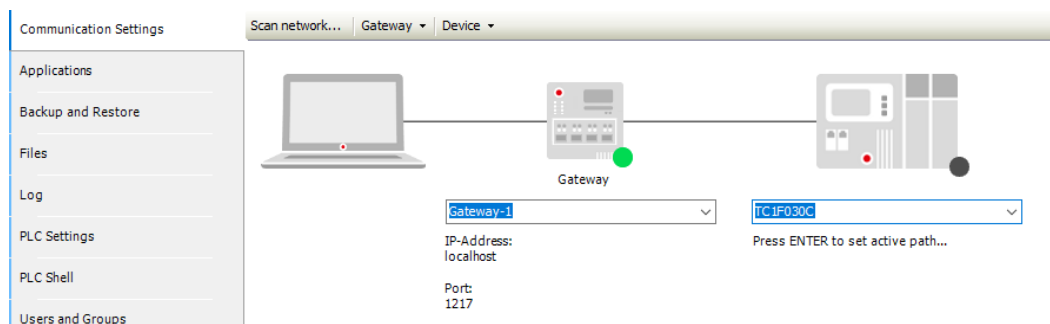 Communication Settings
Scan network... Gateway Device
Applications
Backup and Restore
Files
Log
PLC Settings
PLC Shell
Users and Groups
Gateway
Gateway-1
TC1F030C
IP-Address:
localhost
Press ENTER to set active path...
Port:
1217